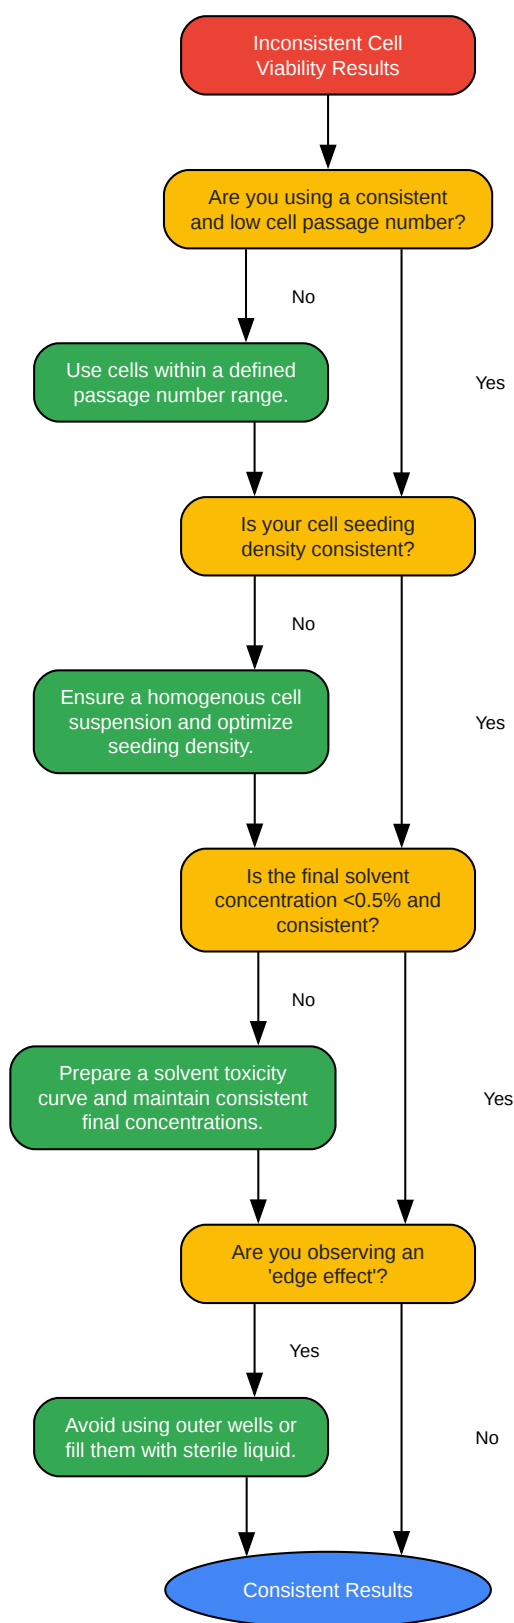 Inconsistent Cell
Viability Results
Are you using a consistent
and low cell passage number?
No
Use cells within a defined
passage number range.
Yes
Is your cell seeding
density consistent?
No
Ensure a homogenous cell
suspension and optimize
seeding density.
Yes
Is the final solvent
concentration <0.5% and
consistent?
No
Prepare a solvent toxicity
curve and maintain consistent
final concentrations.
Yes
Are you observing an
'edge effect'?
Yes
Avoid using outer wells or
fill them with sterile liquid.
No
Consistent Results